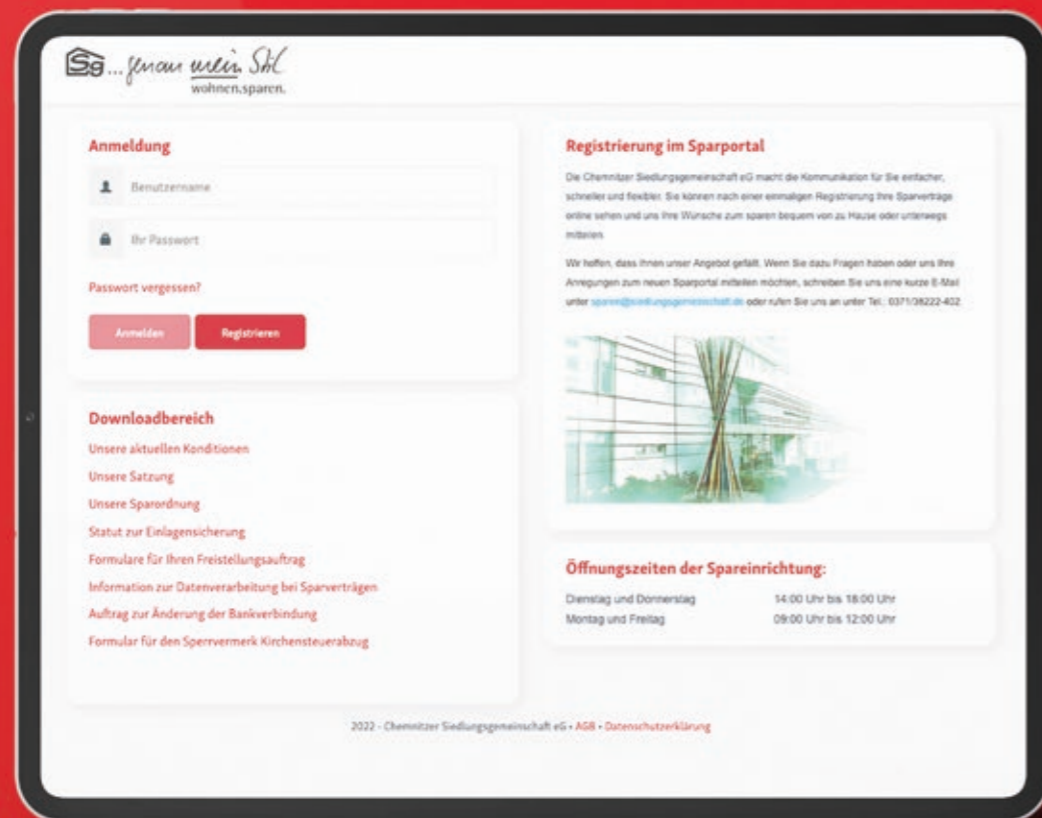 Sg ... genau mein Stil
wohnen.sparen.
Anmeldung
Benutzername
Ihr Passwort
Passwort vergessen?
Anmelden
Registrieren
Downloadbereich
Unsere aktuellen Konditionen
Unsere Satzung
Unsere Sparordnung
Statut zur Einlagensicherung
Formulare für Ihren Freistellungsauftrag
Information zur Datenverarbeitung bei Sparverträgen
Auftrag zur Änderung der Bankverbindung
Formular für den Sperrvermerk Kirchensteuerabzug
Registrierung im Sparportal
Die Chemnitzer Siedlungsgemeinschaft eG macht die Kommunikation für Sie einfacher,
schneller und flexibler. Sie können nach einer einmaligen Registrierung Ihre Sparverträge
online sehen und uns Ihre Wünsche zum sparen bequem von zu Hause oder unterwegs
mitteilen.
Wir hoffen, dass Ihnen unser Angebot gefällt. Wenn Sie dazu Fragen haben oder uns Ihre
Anregungen zum neuen Sparportal mitteilen möchten, schreiben Sie uns eine kurze E-Mail
unter sparen@siedlungsgemeinschaft.de oder rufen Sie uns an unter Tel.: 0371/38222-402
Öffnungszeiten der Spareinrichtung:
Dienstag und Donnerstag 14:00 Uhr bis 18:00 Uhr
Montag und Freitag 09:00 Uhr bis 12:00 Uhr
2022 - Chemnitzer Siedlungsgemeinschaft eG • AGB • Datenschutzerklärung